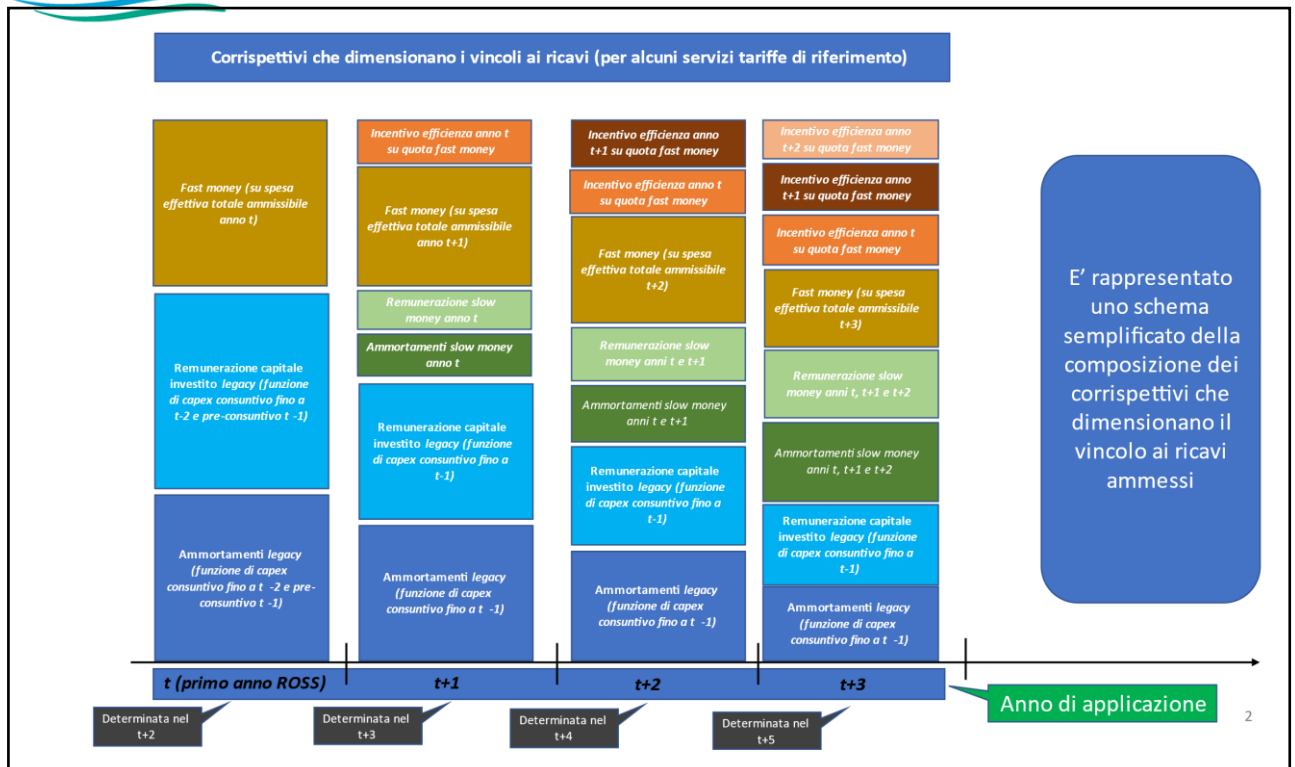 Corrispettivi che dimensionano i vincoli ai ricavi (per alcuni servizi tariffe di riferimento)
Fast money (su spesa
effettiva totale ammissibile
anno t)
Remunerazione capitale
investito legacy (funzione
di capex consuntivo fino a
t-2 e pre-consuntivo t -1)
Ammortamenti legacy
(funzione di capex
consuntivo fino a t -2 e pre-
consuntivo t -1)
Incentivo efficienza anno t
su quota fast money
Fast money (su spesa
effettiva totale ammissibile
anno t+1)
Remunerazione slow
money anno t
Ammortamenti slow money
anno t
Remunerazione capitale
investito legacy (funzione
di capex consuntivo fino a
t-1)
Ammortamenti legacy
(funzione di capex
consuntivo fino a t -1)
Incentivo efficienza anno
t+1 su quota fast money
Incentivo efficienza anno t
su quota fast money
Fast money (su spesa
effettiva totale ammissibile
t+2)
Remunerazione slow
money anni t e t+1
Ammortamenti slow money
anni t e t+1
Remunerazione capitale
investito legacy (funzione
di capex consuntivo fino a
t-1)
Ammortamenti legacy
(funzione di capex
consuntivo fino a t -1)
Incentivo efficienza anno
t+2 su quota fast money
Incentivo efficienza anno
t+1 su quota fast money
Incentivo efficienza anno t
su quota fast money
Fast money (su spesa
effettiva totale ammissibile
t+3)
Remunerazione slow
money anni t, t+1 e t+2
Ammortamenti slow money
anni t, t+1 e t+2
Remunerazione capitale
investito legacy (funzione
di capex consuntivo fino a
t-1)
Ammortamenti legacy
(funzione di capex
consuntivo fino a t -1)
E' rappresentato
uno schema
semplificato della
composizione dei
corrispettivi che
dimensionano il
vincolo ai ricavi
ammessi
t (primo anno ROSS)
t+1
t+2
t+3
Determinata nel
t+2
Determinata nel
t+3
Determinata nel
t+4
Determinata nel
t+5
Anno di applicazione
2